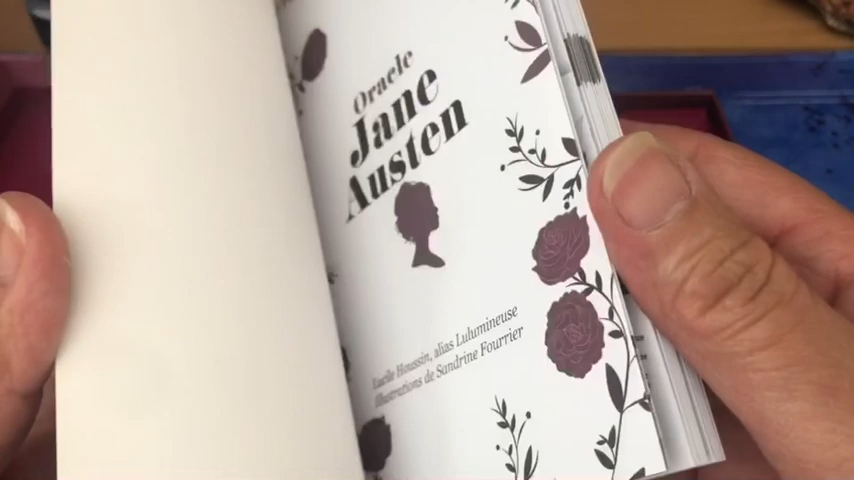 Oracle
Jane
Austen
Lucile Houssin, alias Lulumineuse
Illustrations de Sandrine Fourrier